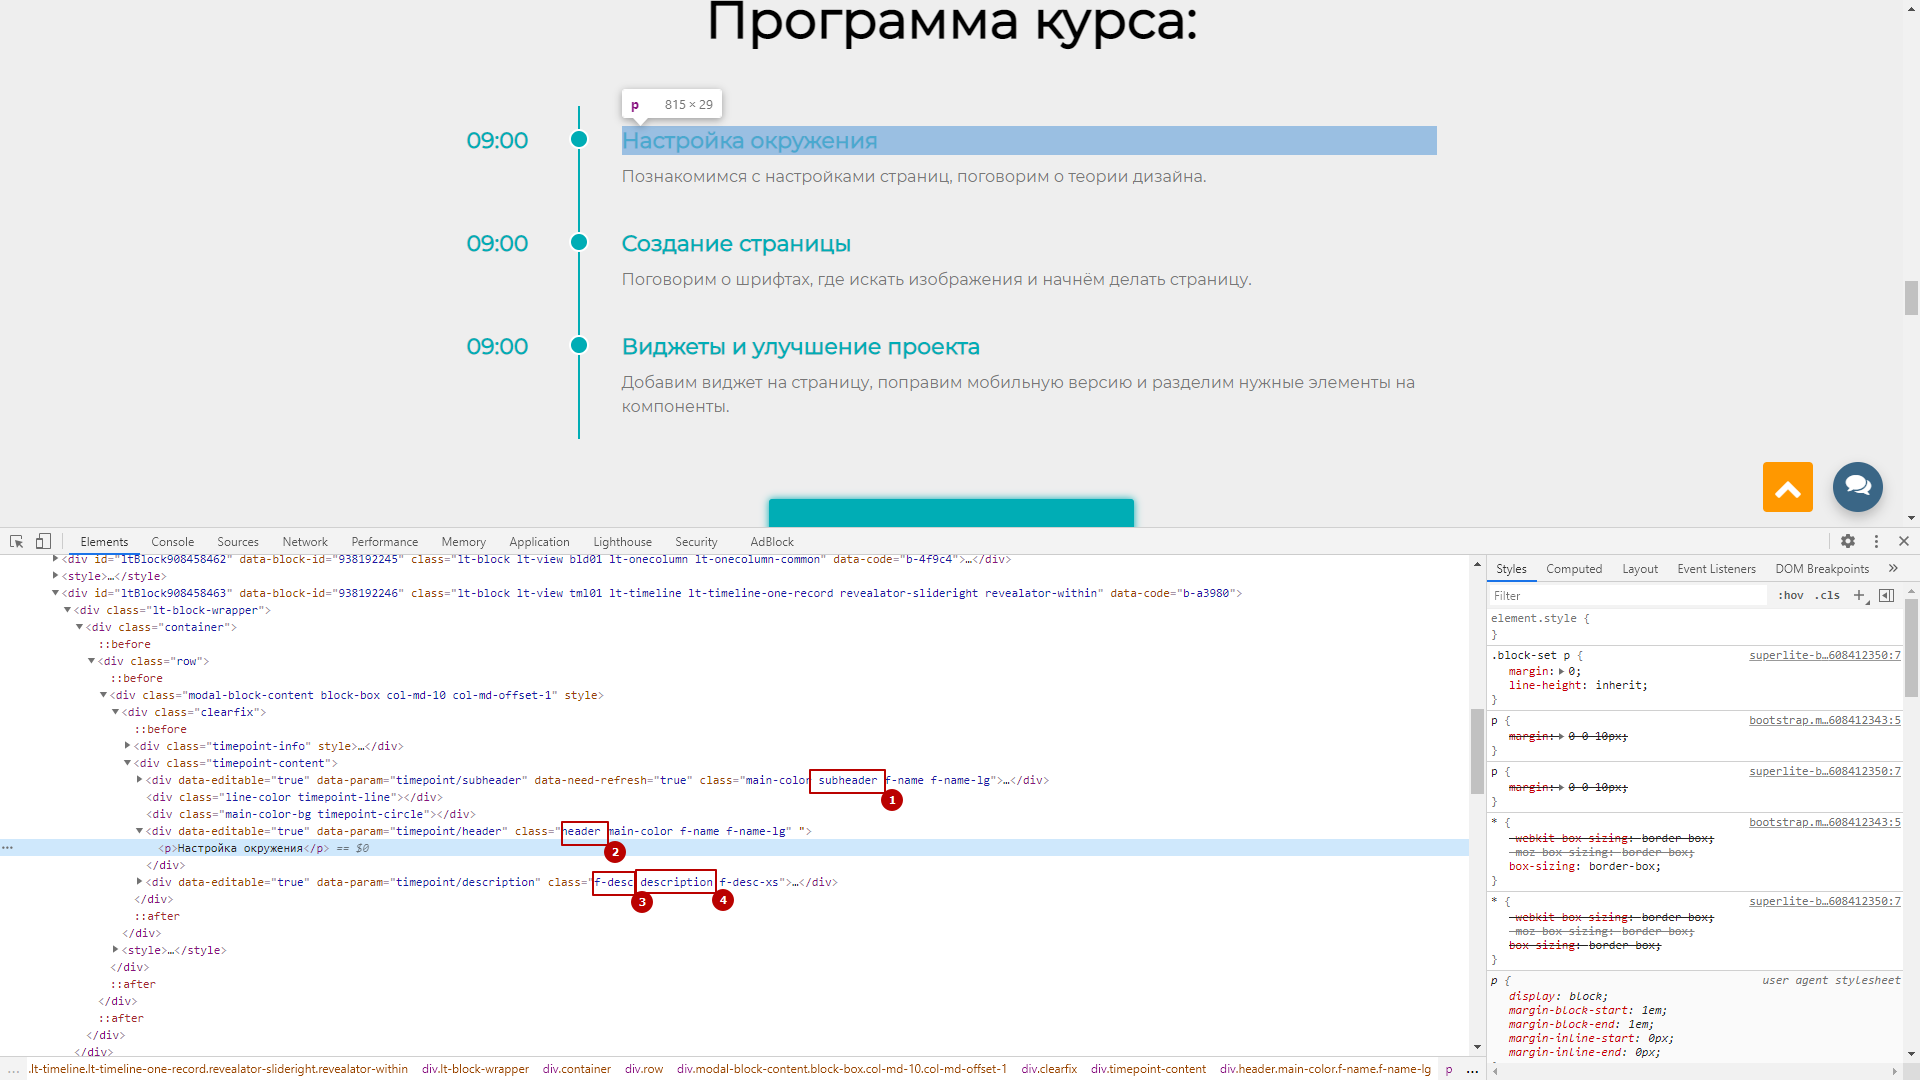 Программа курса:
p 815 × 29
09:00 Настройка окружения
Познакомимся с настройками страниц, поговорим о теории дизайна.
09:00 Создание страницы
Поговорим о шрифтах, где искать изображения и начнём делать страницу.
09:00 Виджеты и улучшение проекта
Добавим виджет на страницу, поправим мобильную версию и разделим нужные элементы на
компоненты.
Elements Console Sources Network Performance Memory Application Lighthouse Security AdBlock
<div id="ltBlock908458462" data-block-id="938192245" class="lt-block lt-view bld01 lt-onecolumn lt-onecolumn-common" data-code="b-4f9c4">…</div>
<style>…</style>
<div id="ltBlock908458463" data-block-id="938192246" class="lt-block lt-view tml01 lt-timeline lt-timeline-one-record revealator-slideright revealator-within" data-code="b-a3980">
<div class="lt-block-wrapper">
<div class="container">
::before
<div class="row">
::before
<div class="modal-block-content block-box col-md-10 col-md-offset-1" style>
<div class="clearfix">
::before
<div class="timepoint-info" style>…</div>
<div class="timepoint-content">
<div data-editable="true" data-param="timepoint/subheader" data-need-refresh="true" class="main-color subheader f-name f-name-lg">…</div>
1
<div class="line-color timepoint-line"></div>
<div class="main-color-bg timepoint-circle"></div>
<div data-editable="true" data-param="timepoint/header" class="header main-color f-name f-name-lg" ">
2
… <p>Настройка окружения</p> == $0
</div>
<div data-editable="true" data-param="timepoint/description" class="f-desc description f-desc-xs">…</div>
3 4
</div>
::after
</div>
<style>…</style>
</div>
::after
</div>
::after
</div>
</div>
… .lt-timeline.lt-timeline-one-record.revealator-slideright.revealator-within div.lt-block-wrapper div.container div.row div.modal-block-content.block-box.col-md-10.col-md-offset-1 div.clearfix div.timepoint-content div.header.main-color.f-name.f-name-lg p …
Styles Computed Layout Event Listeners DOM Breakpoints »
Filter :hov .cls +
element.style {
}
.block-set p { superlite-b…608412350:7
margin: 0;
line-height: inherit;
}
p { bootstrap.m…608412343:5
margin: 0 0 10px;
}
p { superlite-b…608412350:7
margin: 0 0 10px;
}
* { bootstrap.m…608412343:5
-webkit-box-sizing: border-box;
-moz-box-sizing: border-box;
box-sizing: border-box;
}
* { superlite-b…608412350:7
-webkit-box-sizing: border-box;
-moz-box-sizing: border-box;
box-sizing: border-box;
}
p { user agent stylesheet
display: block;
margin-block-start: 1em;
margin-block-end: 1em;
margin-inline-start: 0px;
margin-inline-end: 0px;